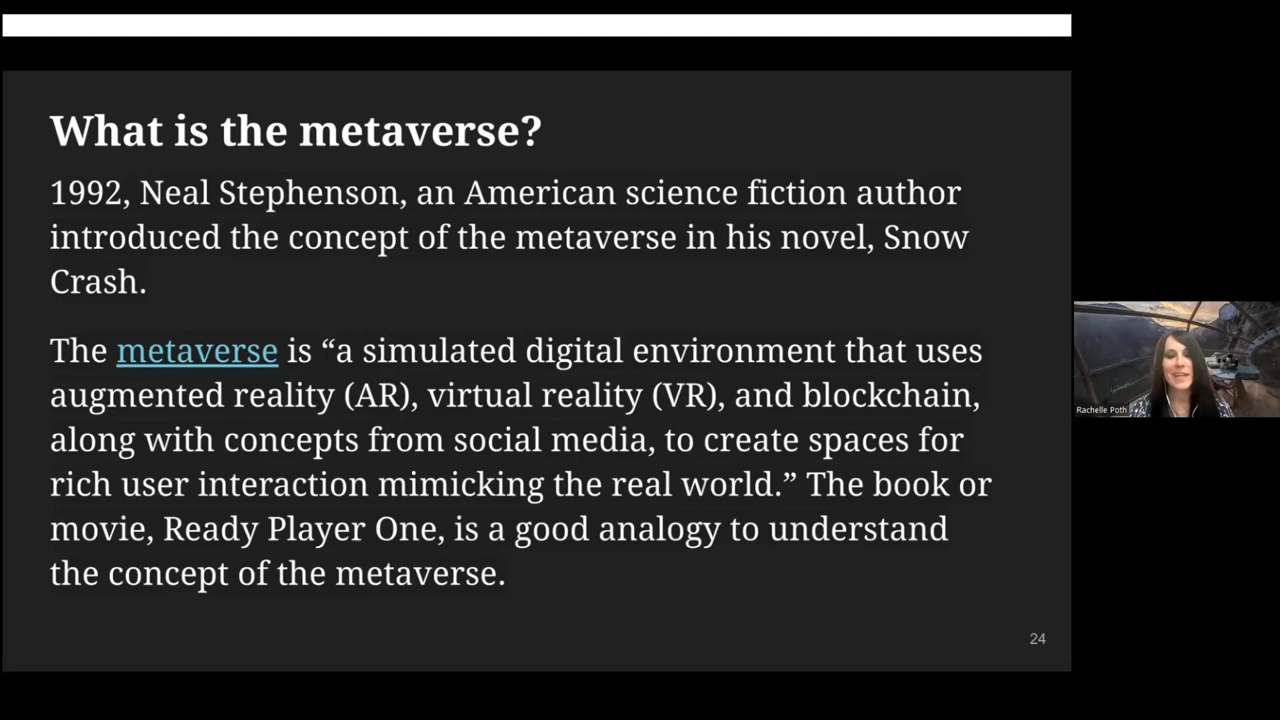 What is the metaverse?
1992, Neal Stephenson, an American science fiction author
introduced the concept of the metaverse in his novel, Snow
Crash.
The metaverse is “a simulated digital environment that uses
augmented reality (AR), virtual reality (VR), and blockchain,
along with concepts from social media, to create spaces for
rich user interaction mimicking the real world.” The book or
movie, Ready Player One, is a good analogy to understand
the concept of the metaverse.
24
Rachelle Poth